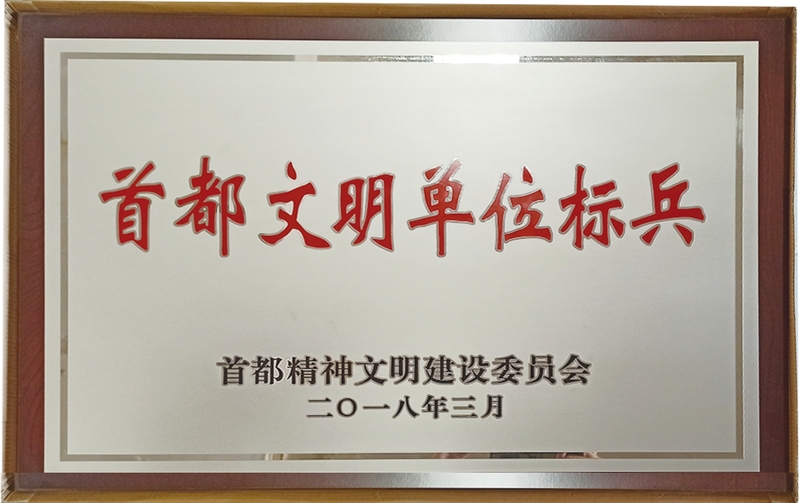 首都文明单位标兵
首都精神文明建设委员会
二〇一八年三月